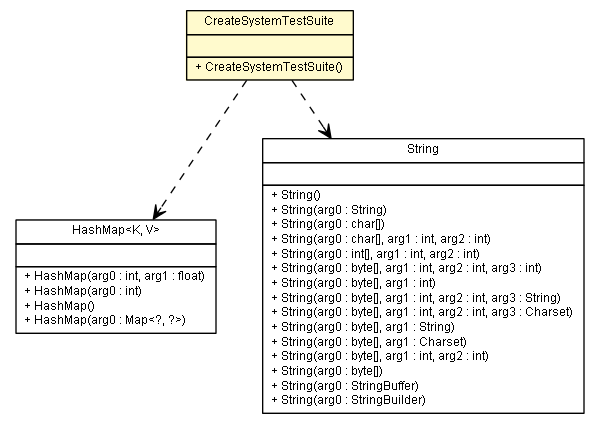 CreateSystemTestSuite
+ CreateSystemTestSuite()
String
+ String()
+ String(arg0 : String)
+ String(arg0 : char[])
+ String(arg0 : char[], arg1 : int, arg2 : int)
+ String(arg0 : int[], arg1 : int, arg2 : int)
+ String(arg0 : byte[], arg1 : int, arg2 : int, arg3 : int)
+ String(arg0 : byte[], arg1 : int)
+ String(arg0 : byte[], arg1 : int, arg2 : int, arg3 : String)
+ String(arg0 : byte[], arg1 : int, arg2 : int, arg3 : Charset)
+ String(arg0 : byte[], arg1 : String)
+ String(arg0 : byte[], arg1 : Charset)
+ String(arg0 : byte[], arg1 : int, arg2 : int)
+ String(arg0 : byte[])
+ String(arg0 : StringBuffer)
+ String(arg0 : StringBuilder)
HashMap<K, V>
+ HashMap(arg0 : int, arg1 : float)
+ HashMap(arg0 : int)
+ HashMap()
+ HashMap(arg0 : Map<?, ?>)